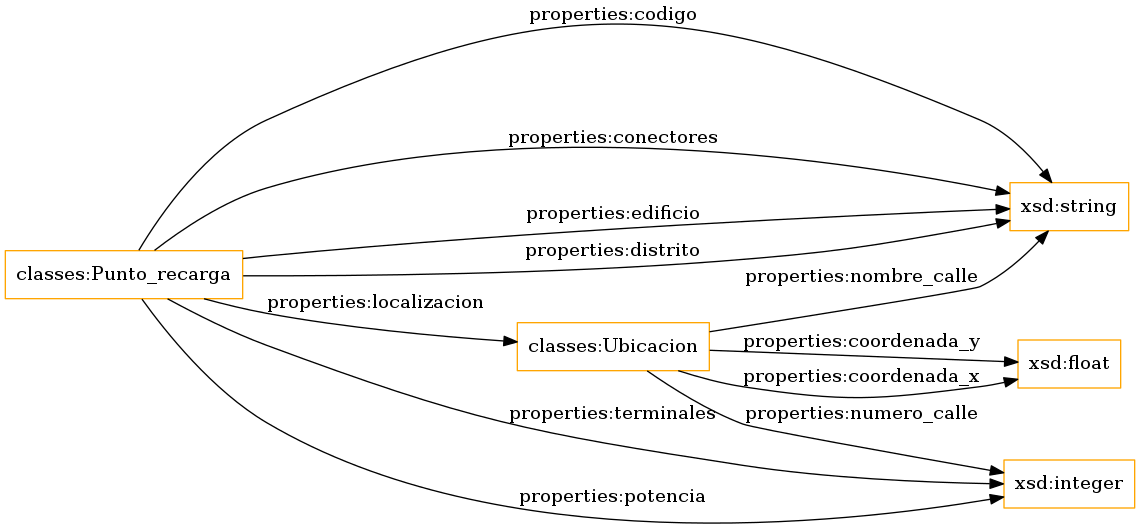 properties:codigo
properties:conectores
xsd:string
properties:edificio
properties:distrito
classes:Punto_recarga
properties:nombre_calle
properties:localizacion
properties:coordenada_y
classes:Ubicacion
xsd:float
properties:coordenada_x
properties:terminales
properties:numero_calle
xsd:integer
properties:potencia